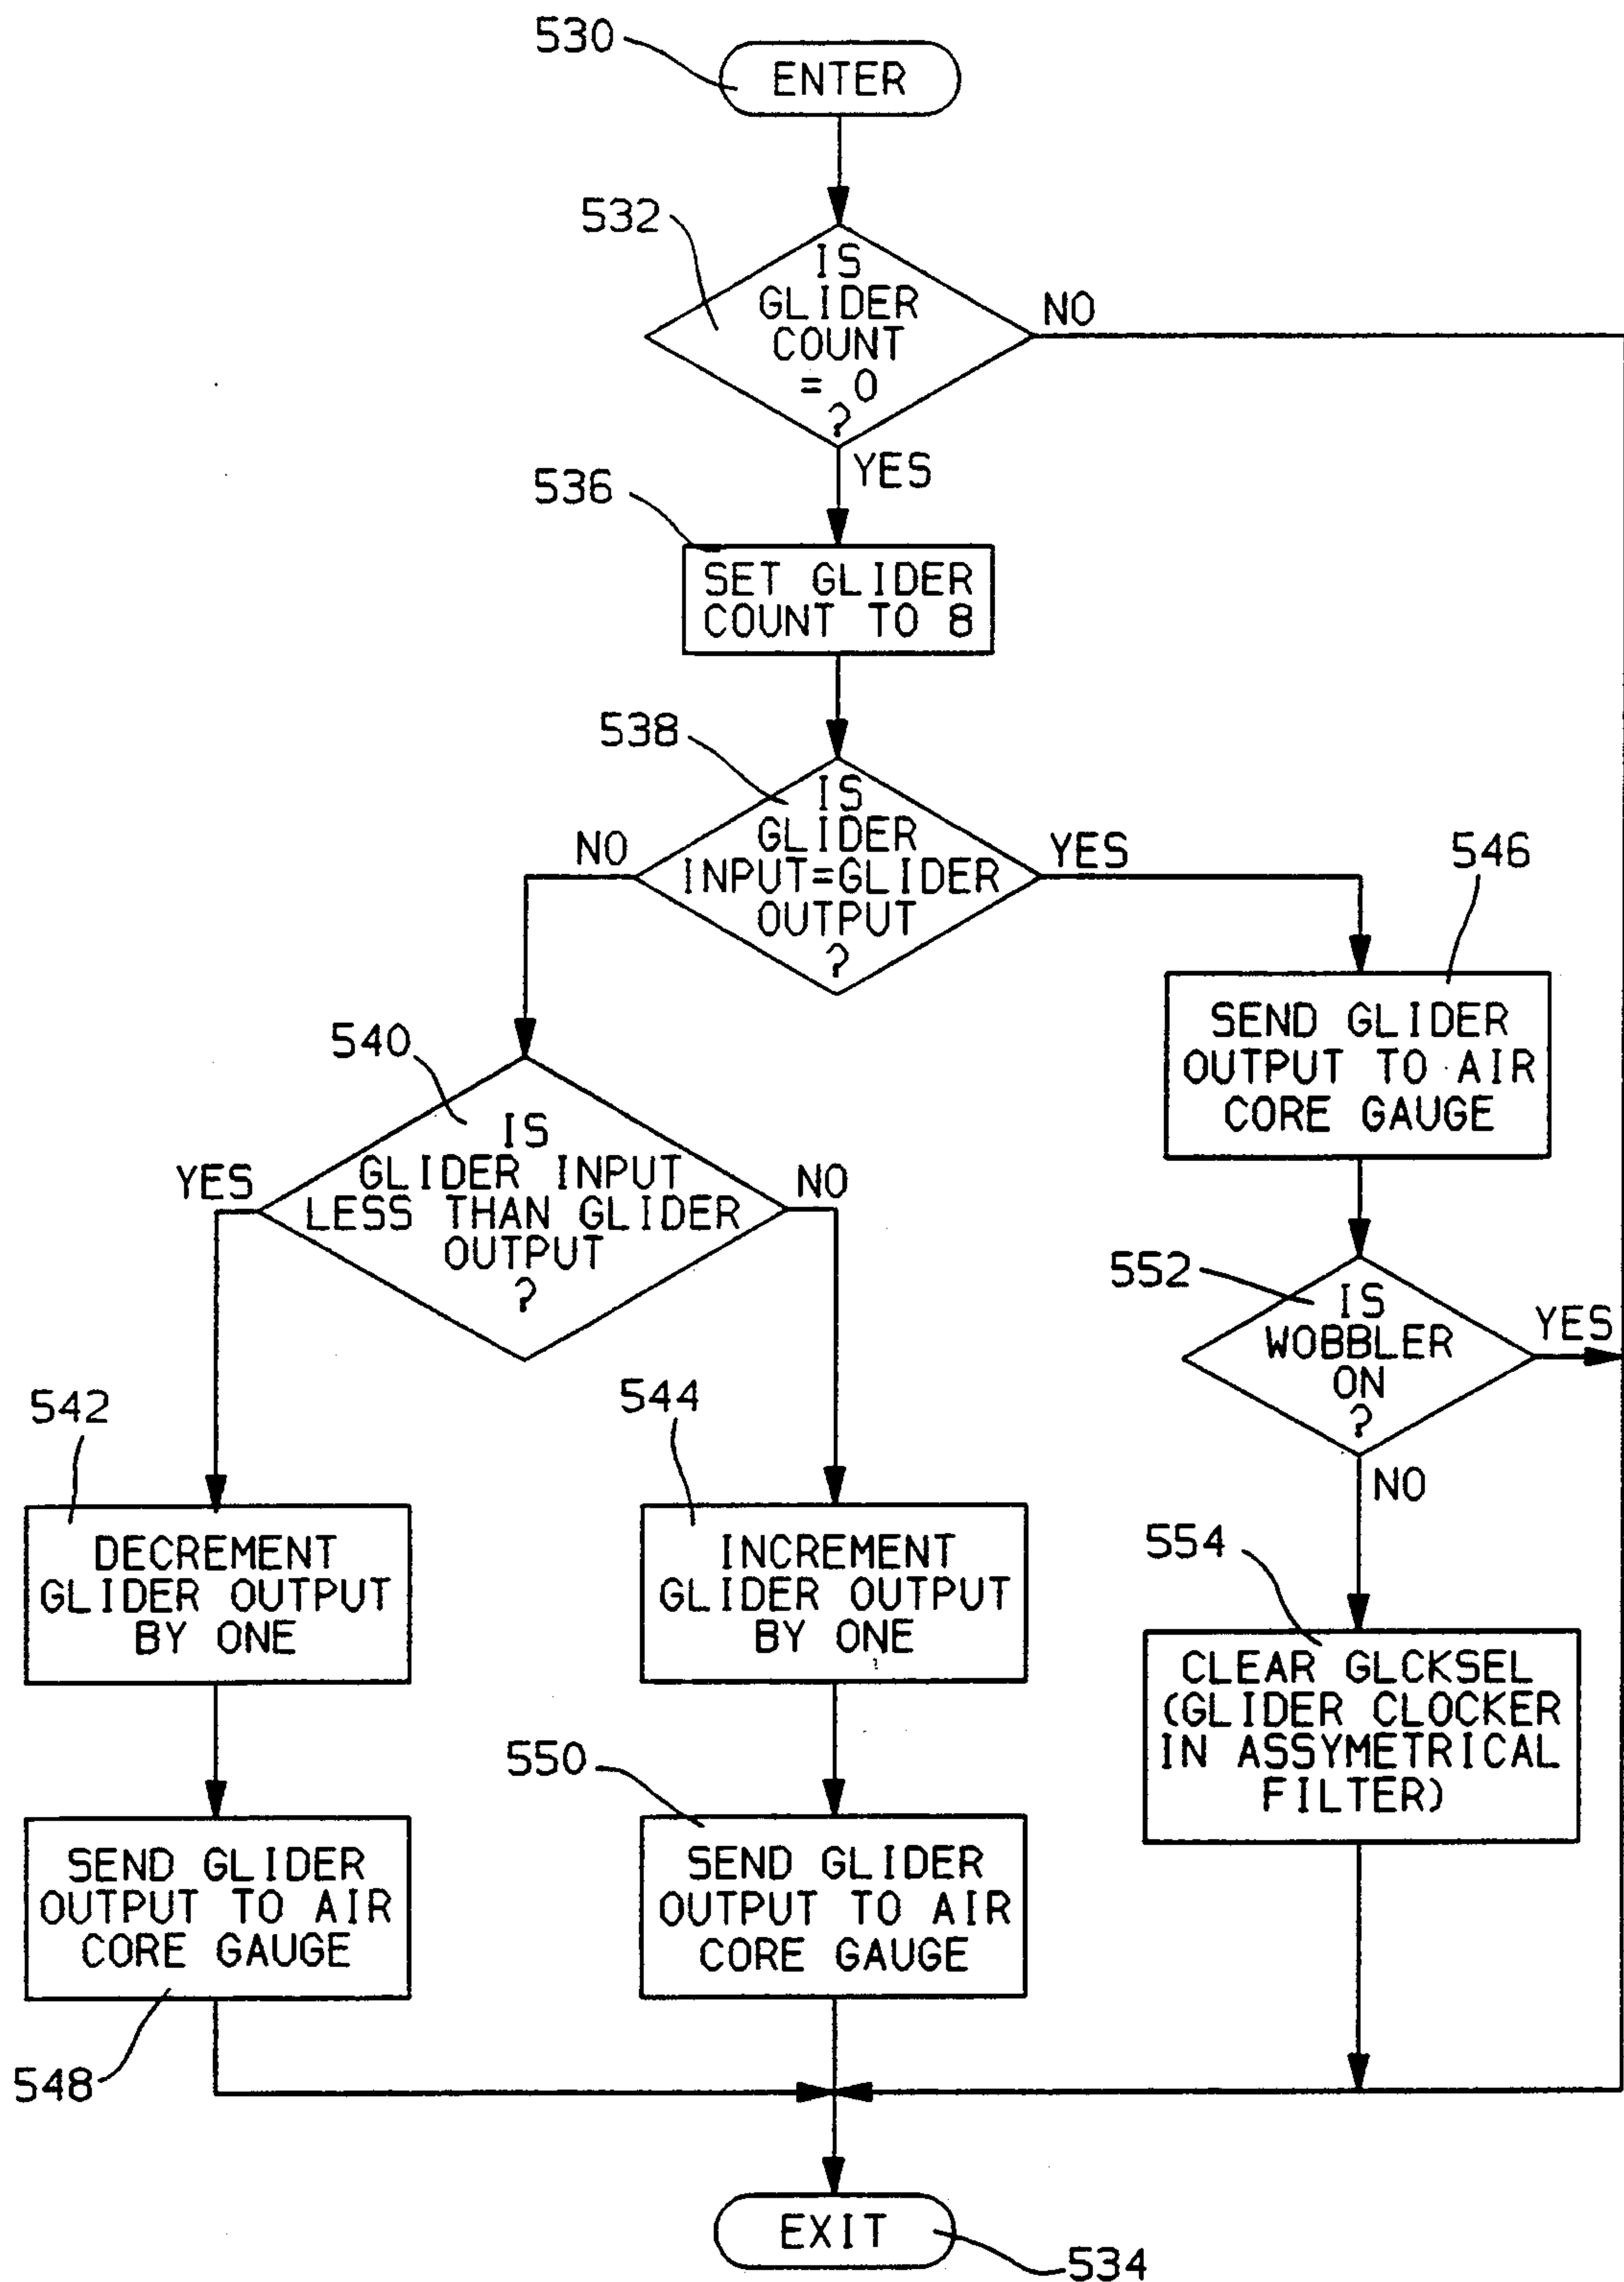 530
ENTER
532
IS
GLIDER
COUNT
= 0
?
NO
YES
536
SET GLIDER
COUNT TO 8
538
IS
GLIDER
INPUT=GLIDER
OUTPUT
?
NO
YES
546
SEND GLIDER
OUTPUT TO AIR
CORE GAUGE
540
IS
GLIDER INPUT
LESS THAN GLIDER
OUTPUT
?
YES
NO
552
IS
WOBBLER
ON
?
YES
NO
542
DECREMENT
GLIDER OUTPUT
BY ONE
544
INCREMENT
GLIDER OUTPUT
BY ONE
554
CLEAR GLCKSEL
(GLIDER CLOCKER
IN ASSYMETRICAL
FILTER)
548
SEND GLIDER
OUTPUT TO AIR
CORE GAUGE
550
SEND GLIDER
OUTPUT TO AIR
CORE GAUGE
EXIT
534